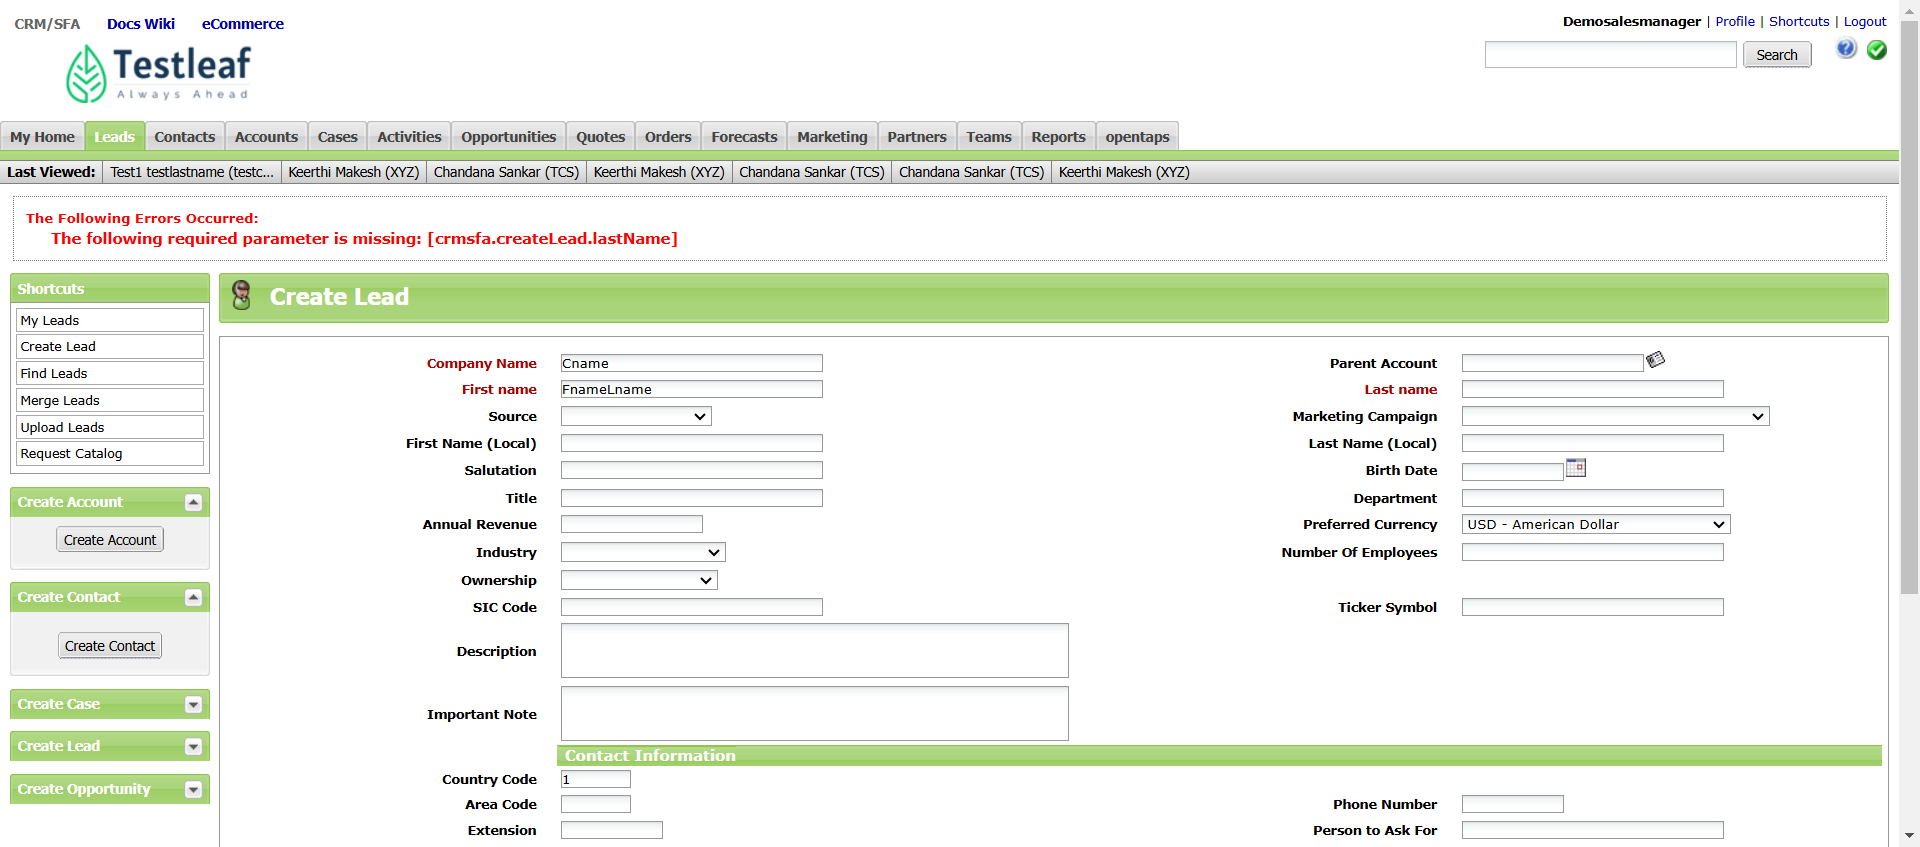 CRM/SFA Docs Wiki eCommerce
Demosalesmanager | Profile | Shortcuts | Logout
Testleaf
Always Ahead
Search
My Home Leads Contacts Accounts Cases Activities Opportunities Quotes Orders Forecasts Marketing Partners Teams Reports opentaps
Last Viewed: Test1 testlastname (testc... Keerthi Makesh (XYZ) Chandana Sankar (TCS) Keerthi Makesh (XYZ) Chandana Sankar (TCS) Chandana Sankar (TCS) Keerthi Makesh (XYZ)
The Following Errors Occurred:
The following required parameter is missing: [crmsfa.createLead.lastName]
Shortcuts
My Leads
Create Lead
Find Leads
Merge Leads
Upload Leads
Request Catalog
Create Account
Create Account
Create Contact
Create Contact
Create Case
Create Lead
Create Opportunity
Create Lead
Company Name Cname Parent Account
First name FnameLname Last name
Source Marketing Campaign
First Name (Local) Last Name (Local)
Salutation Birth Date
Title Department
Annual Revenue Preferred Currency USD - American Dollar
Industry Number Of Employees
Ownership
SIC Code Ticker Symbol
Description
Important Note
Contact Information
Country Code 1
Area Code Phone Number
Extension Person to Ask For